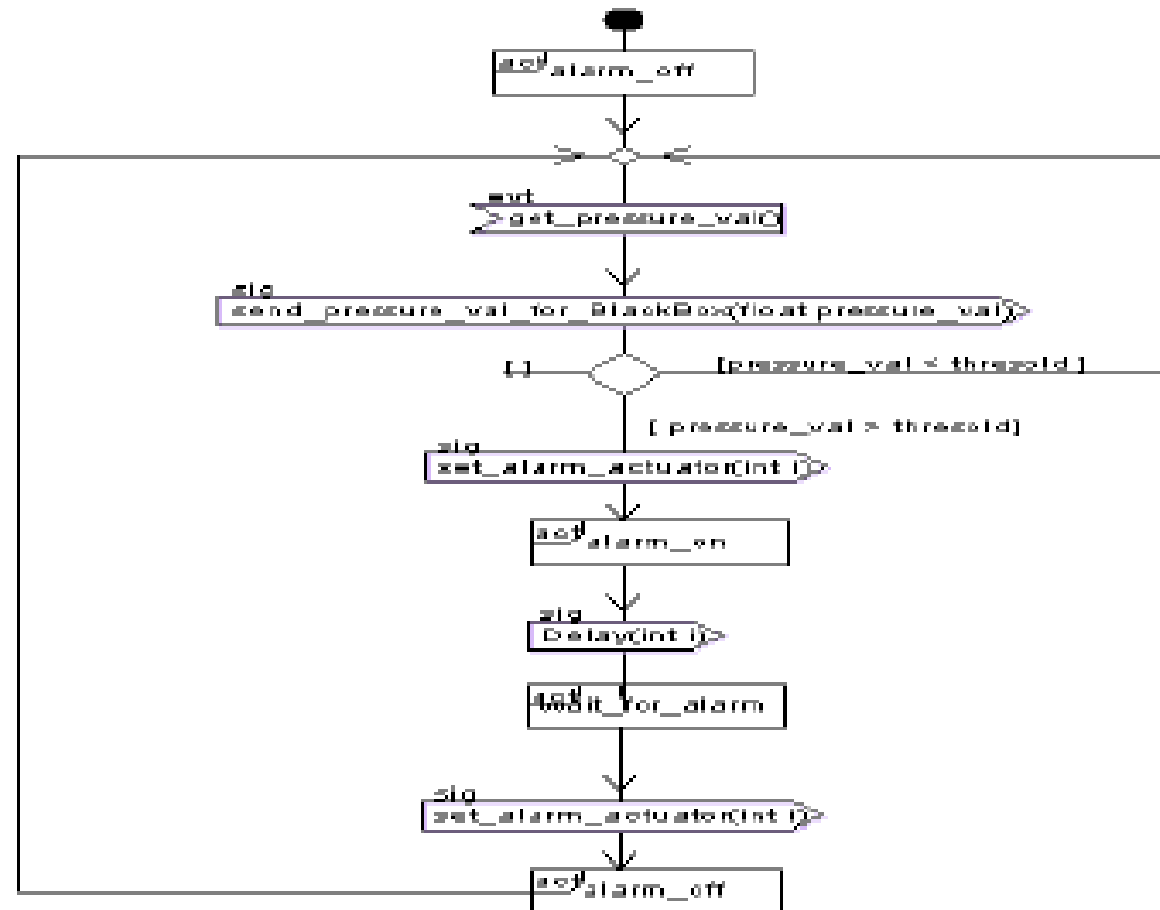 act
alarm_off
evt
get_pressure_val()
sig
send_pressure_val_for_BlackBox(float pressure_val)
[ ] [pressure_val < thresold ]
[ pressure_val > thresold]
sig
set_alarm_actuator(int i)
act
alarm_on
sig
Delay(int i)
act
Wait_for_alarm
sig
set_alarm_actuator(int i)
act
alarm_off